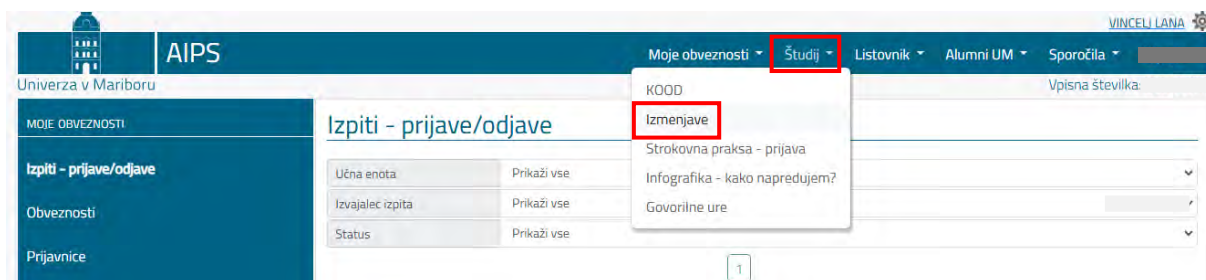 VINCELJ LANA
AIPS
Moje obveznosti
Študij
Listovnik
Alumni UM
Sporočila
Univerza v Mariboru
Vpisna številka:
KOOD
Izmenjave
Strokovna praksa - prijava
Infografika - kako napredujem?
Govorilne ure
MOJE OBVEZNOSTI
Izpiti - prijave/odjave
Obveznosti
Prijavnice
Izpiti - prijave/odjave
Učna enota Prikaži vse
Izvajalec izpita Prikaži vse
Status Prikaži vse
1